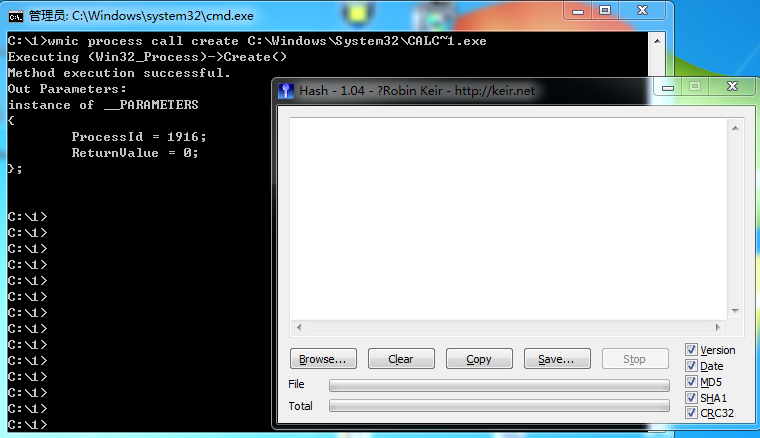 管理员: C:\Windows\system32\cmd.exe
C:\1>wmic process call create C:\Windows\System32\CALC~1.exe
Executing (Win32_Process)->Create()
Method execution successful.
Out Parameters:
instance of __PARAMETERS
{
        ProcessId = 1916;
        ReturnValue = 0;
};
C:\1>
C:\1>
C:\1>
C:\1>
C:\1>
C:\1>
C:\1>
C:\1>
C:\1>
C:\1>
C:\1>
C:\1>
C:\1>
C:\1>
Hash - 1.04 - ?Robin Keir - http://keir.net
Browse...
Clear
Copy
Save...
Stop
File
Total
Version
Date
MD5
SHA1
CRC32